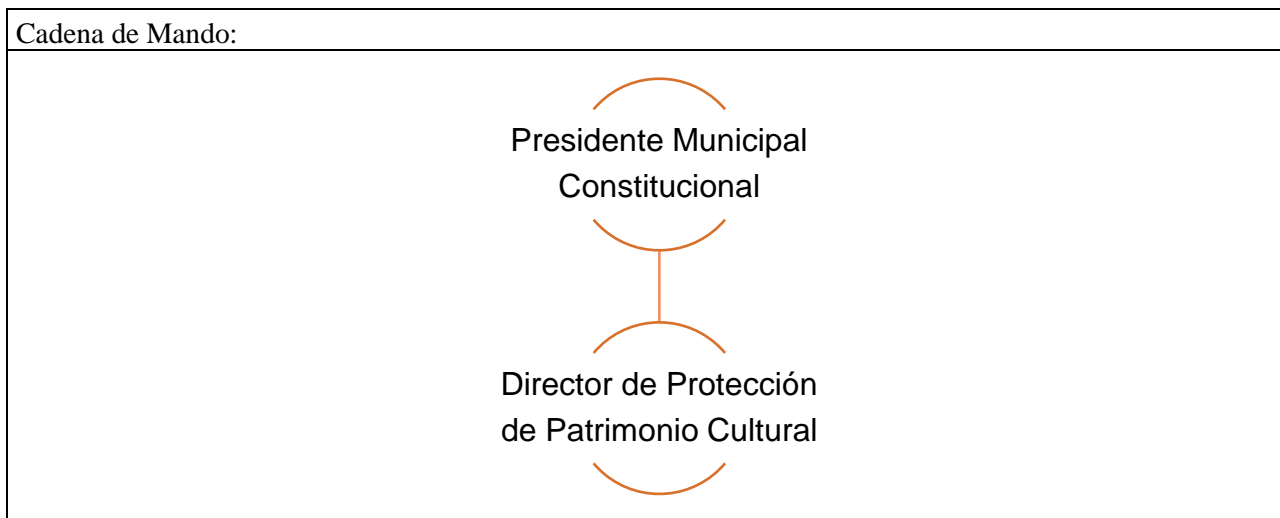 Cadena de Mando:
Presidente Municipal
Constitucional
Director de Protección
de Patrimonio Cultural